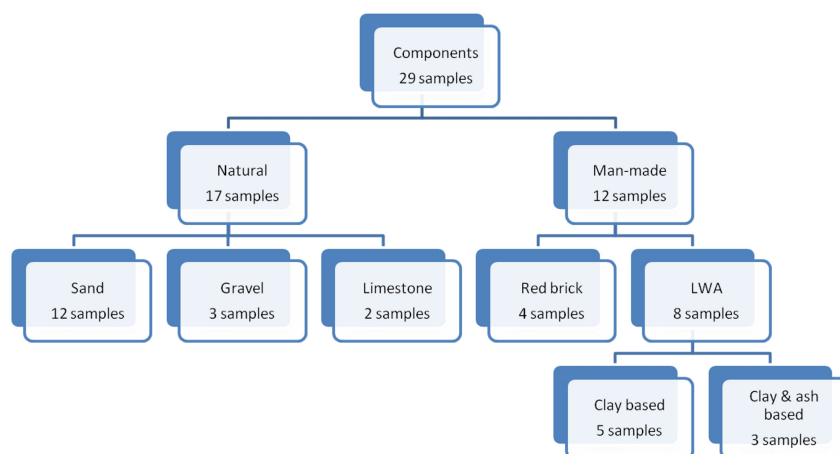 Components
29 samples
Natural
17 samples
Man-made
12 samples
Sand
12 samples
Gravel
3 samples
Limestone
2 samples
Red brick
4 samples
LWA
8 samples
Clay based
5 samples
Clay & ash
based
3 samples